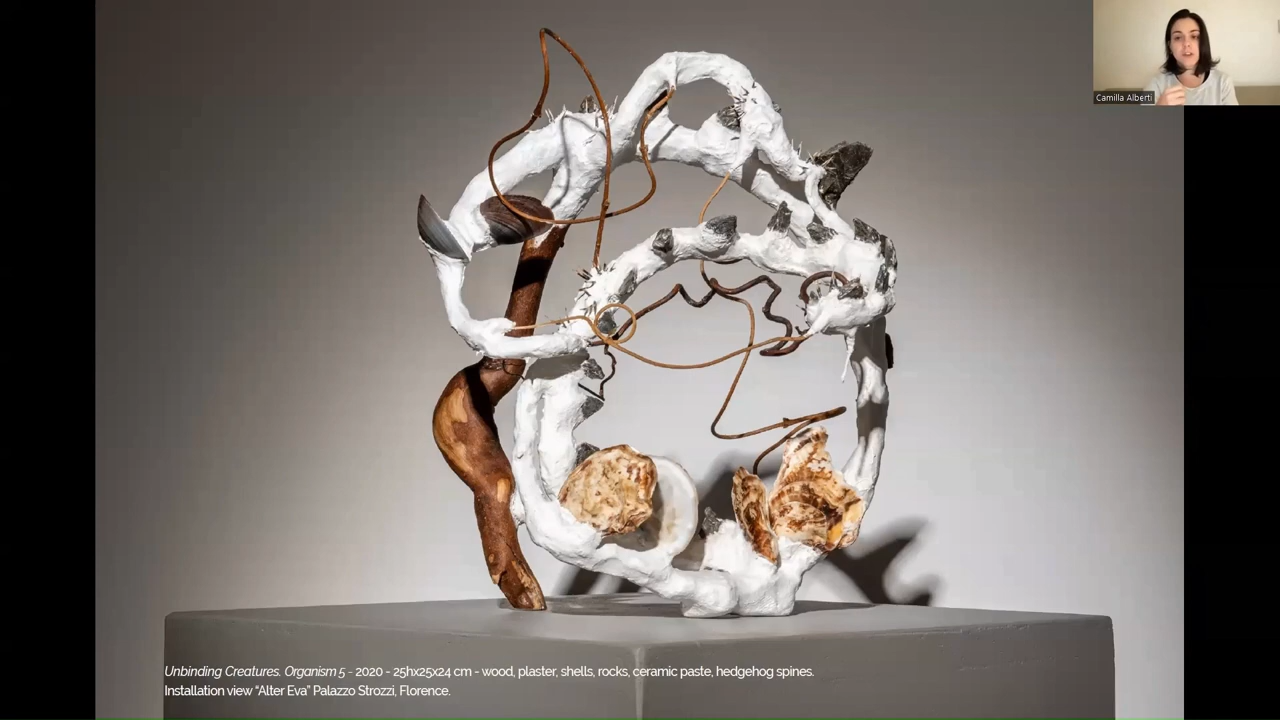 Camilla Alberti
Unbinding Creatures. Organism 5 - 2020 - 25hx25x24 cm - wood, plaster, shells, rocks, ceramic paste, hedgehog spines.
Installation view “Alter Eva” Palazzo Strozzi, Florence.